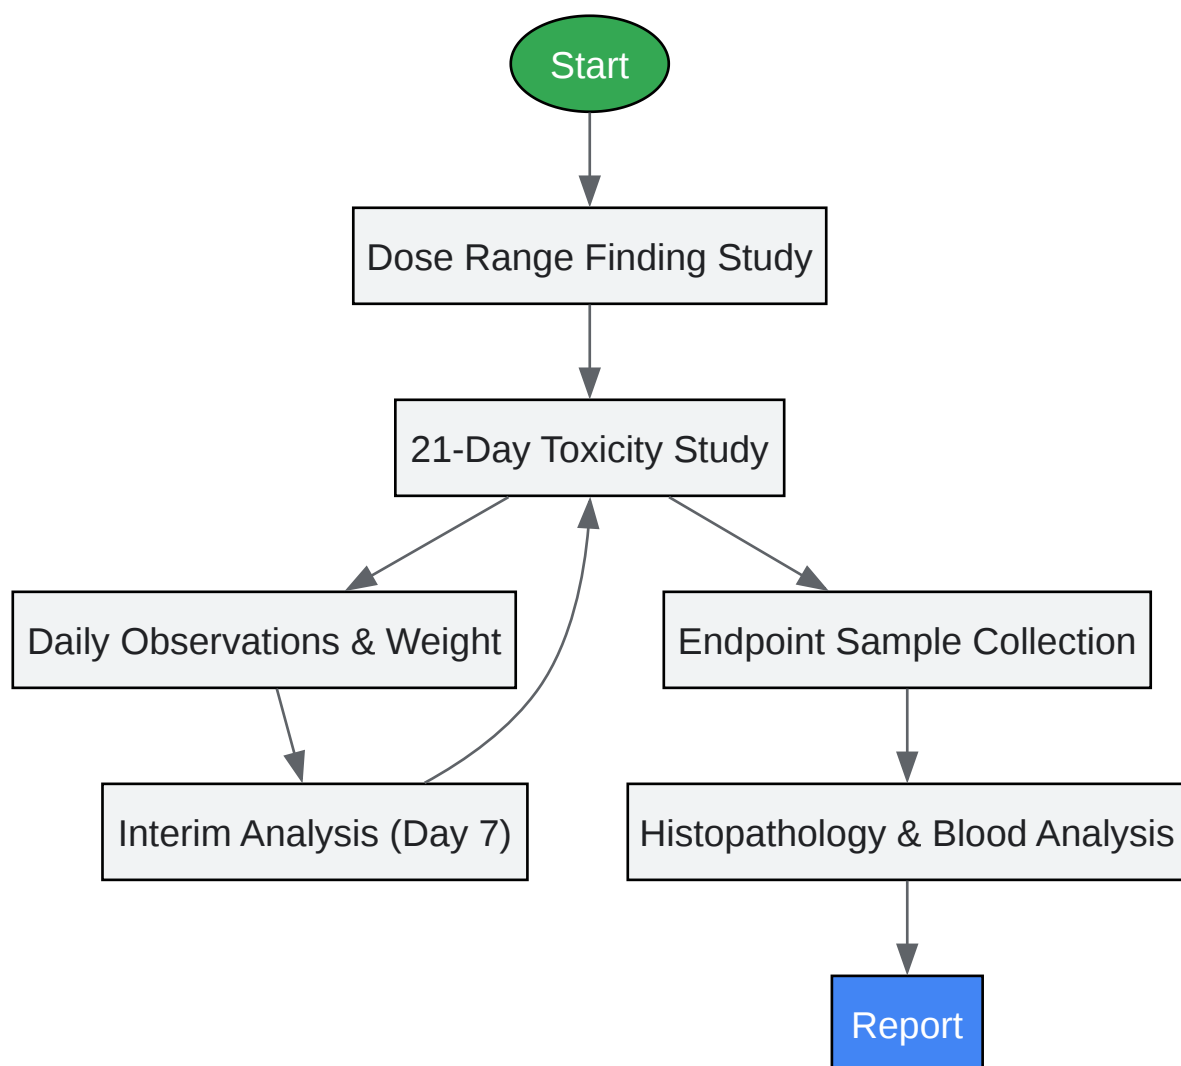 Start
Dose Range Finding Study
21-Day Toxicity Study
Daily Observations & Weight
Endpoint Sample Collection
Interim Analysis (Day 7)
Histopathology & Blood Analysis
Report